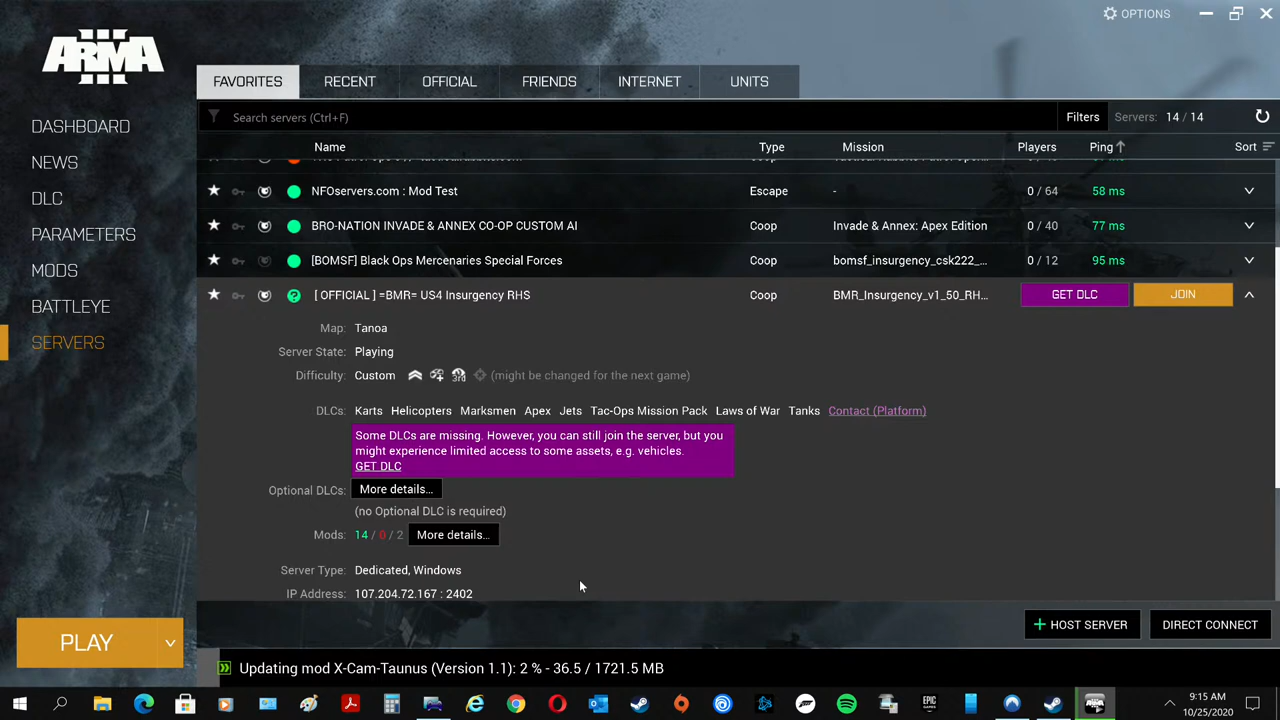 OPTIONS
ARMA III
FAVORITES RECENT OFFICIAL FRIENDS INTERNET UNITS
DASHBOARD
NEWS
DLC
PARAMETERS
MODS
BATTLEYE
SERVERS
PLAY
Search servers (Ctrl+F) Filters Servers: 14 / 14
Name Type Mission Players Ping Sort
NFOservers.com : Mod Test Escape - 0 / 64 58 ms
BRO-NATION INVADE & ANNEX CO-OP CUSTOM AI Coop Invade & Annex: Apex Edition 0 / 40 77 ms
[BOMSF] Black Ops Mercenaries Special Forces Coop bomsf_insurgency_csk222_... 0 / 12 95 ms
[ OFFICIAL ] =BMR= US4 Insurgency RHS Coop BMR_Insurgency_v1_50_RH... GET DLC JOIN
Map: Tanoa
Server State: Playing
Difficulty: Custom 3rd (might be changed for the next game)
DLCs: Karts Helicopters Marksmen Apex Jets Tac-Ops Mission Pack Laws of War Tanks Contact (Platform)
Some DLCs are missing. However, you can still join the server, but you
might experience limited access to some assets, e.g. vehicles.
GET DLC
Optional DLCs: More details...
(no Optional DLC is required)
Mods: 14 / 0 / 2 More details...
Server Type: Dedicated, Windows
IP Address: 107.204.72.167 : 2402
+ HOST SERVER DIRECT CONNECT
Updating mod X-Cam-Taunus (Version 1.1): 2 % - 36.5 / 1721.5 MB
9:15 AM
10/25/2020